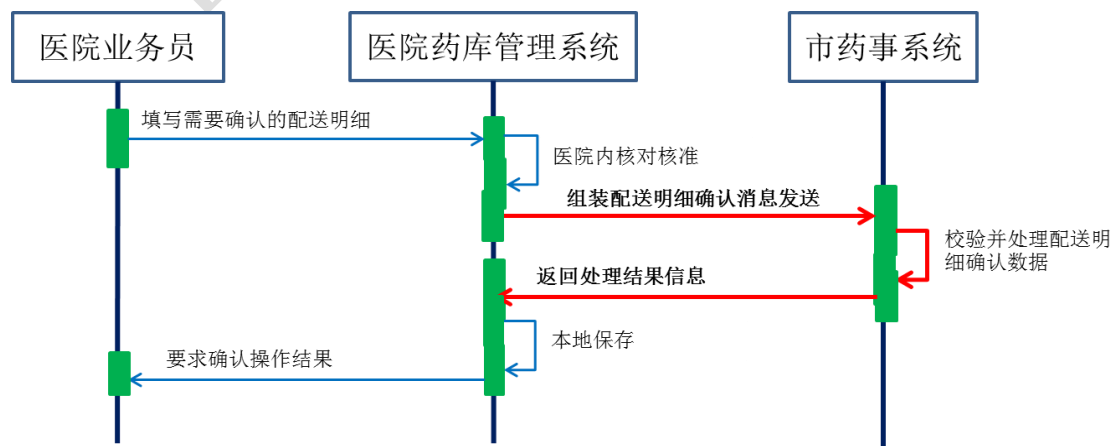 医院业务员
医院药库管理系统
市药事系统
填写需要确认的配送明细
医院内核对核准
组装配送明细确认消息发送
校验并处理配送明
细确认数据
返回处理结果信息
本地保存
要求确认操作结果